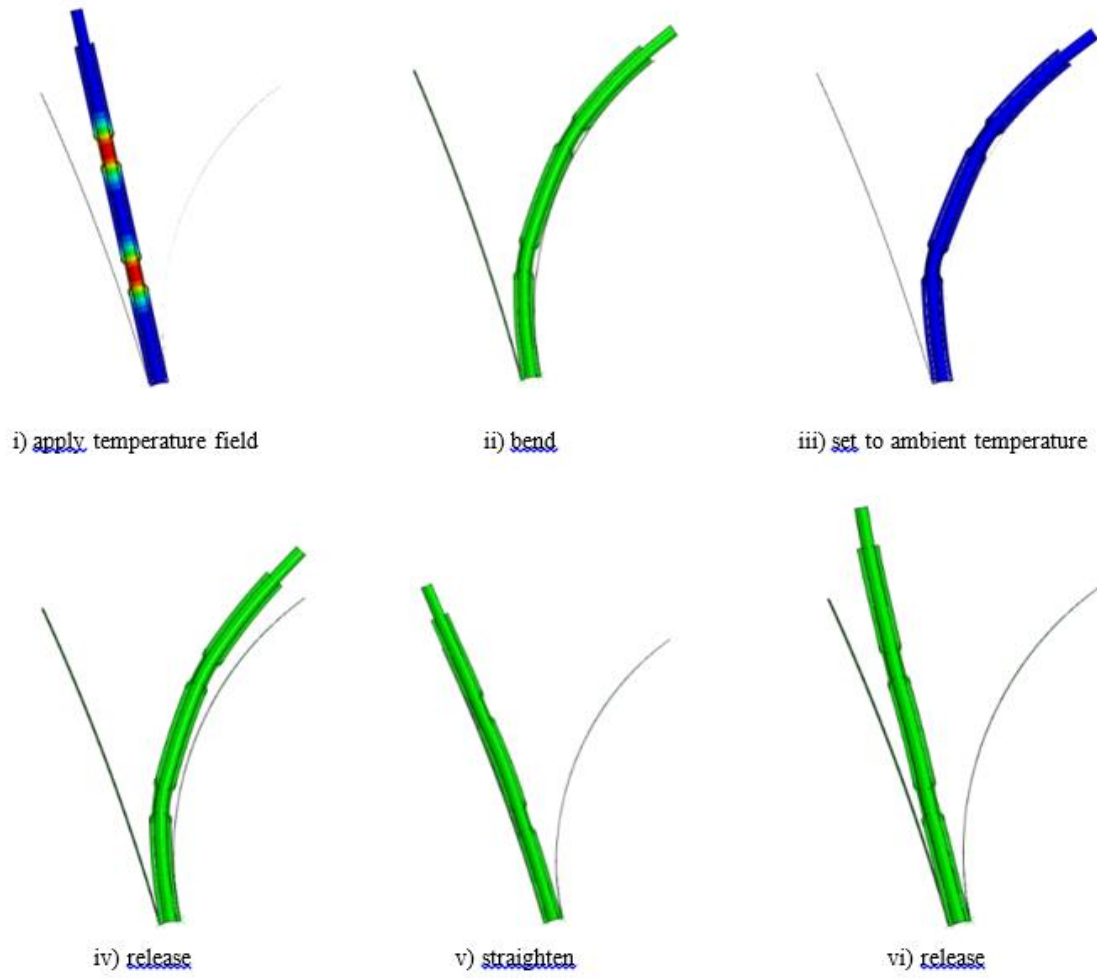 i) apply temperature field
ii) bend
iii) set to ambient temperature
iv) release
v) straighten
vi) release